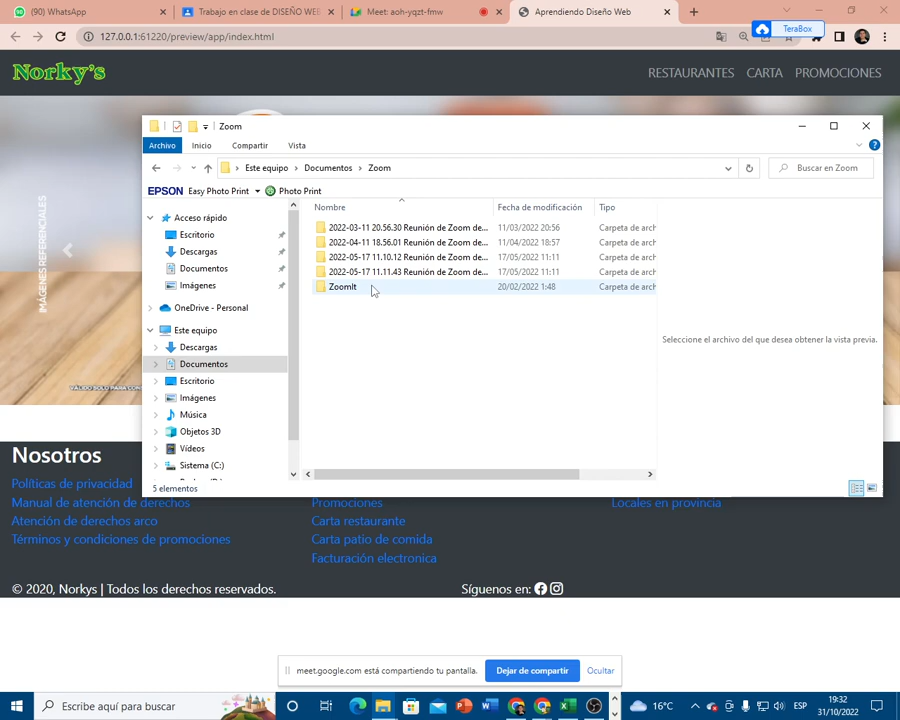 (90) WhatsApp
Trabajo en clase de DISEÑO WEB
Meet: aoh-yqzt-fmw
Aprendiendo Diseño Web
127.0.0.1:61220/preview/app/index.html
TeraBox
Norky's
RESTAURANTES CARTA PROMOCIONES
IMÁGENES REFERENCIALES
Zoom
Archivo Inicio Compartir Vista
Este equipo > Documentos > Zoom
Buscar en Zoom
EPSON Easy Photo Print Photo Print
Nombre Fecha de modificación Tipo
2022-03-11 20.56.30 Reunión de Zoom de... 11/03/2022 20:56 Carpeta de arch
2022-04-11 18.56.01 Reunión de Zoom de... 11/04/2022 18:57 Carpeta de arch
2022-05-17 11.10.12 Reunión de Zoom de... 17/05/2022 11:11 Carpeta de arch
2022-05-17 11.11.43 Reunión de Zoom de... 17/05/2022 11:11 Carpeta de arch
ZoomIt 20/02/2022 1:48 Carpeta de arch
Acceso rápido
Escritorio
Descargas
Documentos
Imágenes
OneDrive - Personal
Este equipo
Descargas
Documentos
Escritorio
Imágenes
Música
Objetos 3D
Vídeos
Sistema (C:)
Seleccione el archivo del que desea obtener la vista previa.
5 elementos
VÁLIDO SOLO PARA
Nosotros
Políticas de privacidad
Manual de atención de derechos
Atención de derechos arco
Términos y condiciones de promociones
Promociones
Carta restaurante
Carta patio de comida
Facturación electronica
Locales en provincia
© 2020, Norkys | Todos los derechos reservados.
Síguenos en:
meet.google.com está compartiendo tu pantalla.
Dejar de compartir
Ocultar
Escribe aquí para buscar
16°C
ESP
19:32
31/10/2022